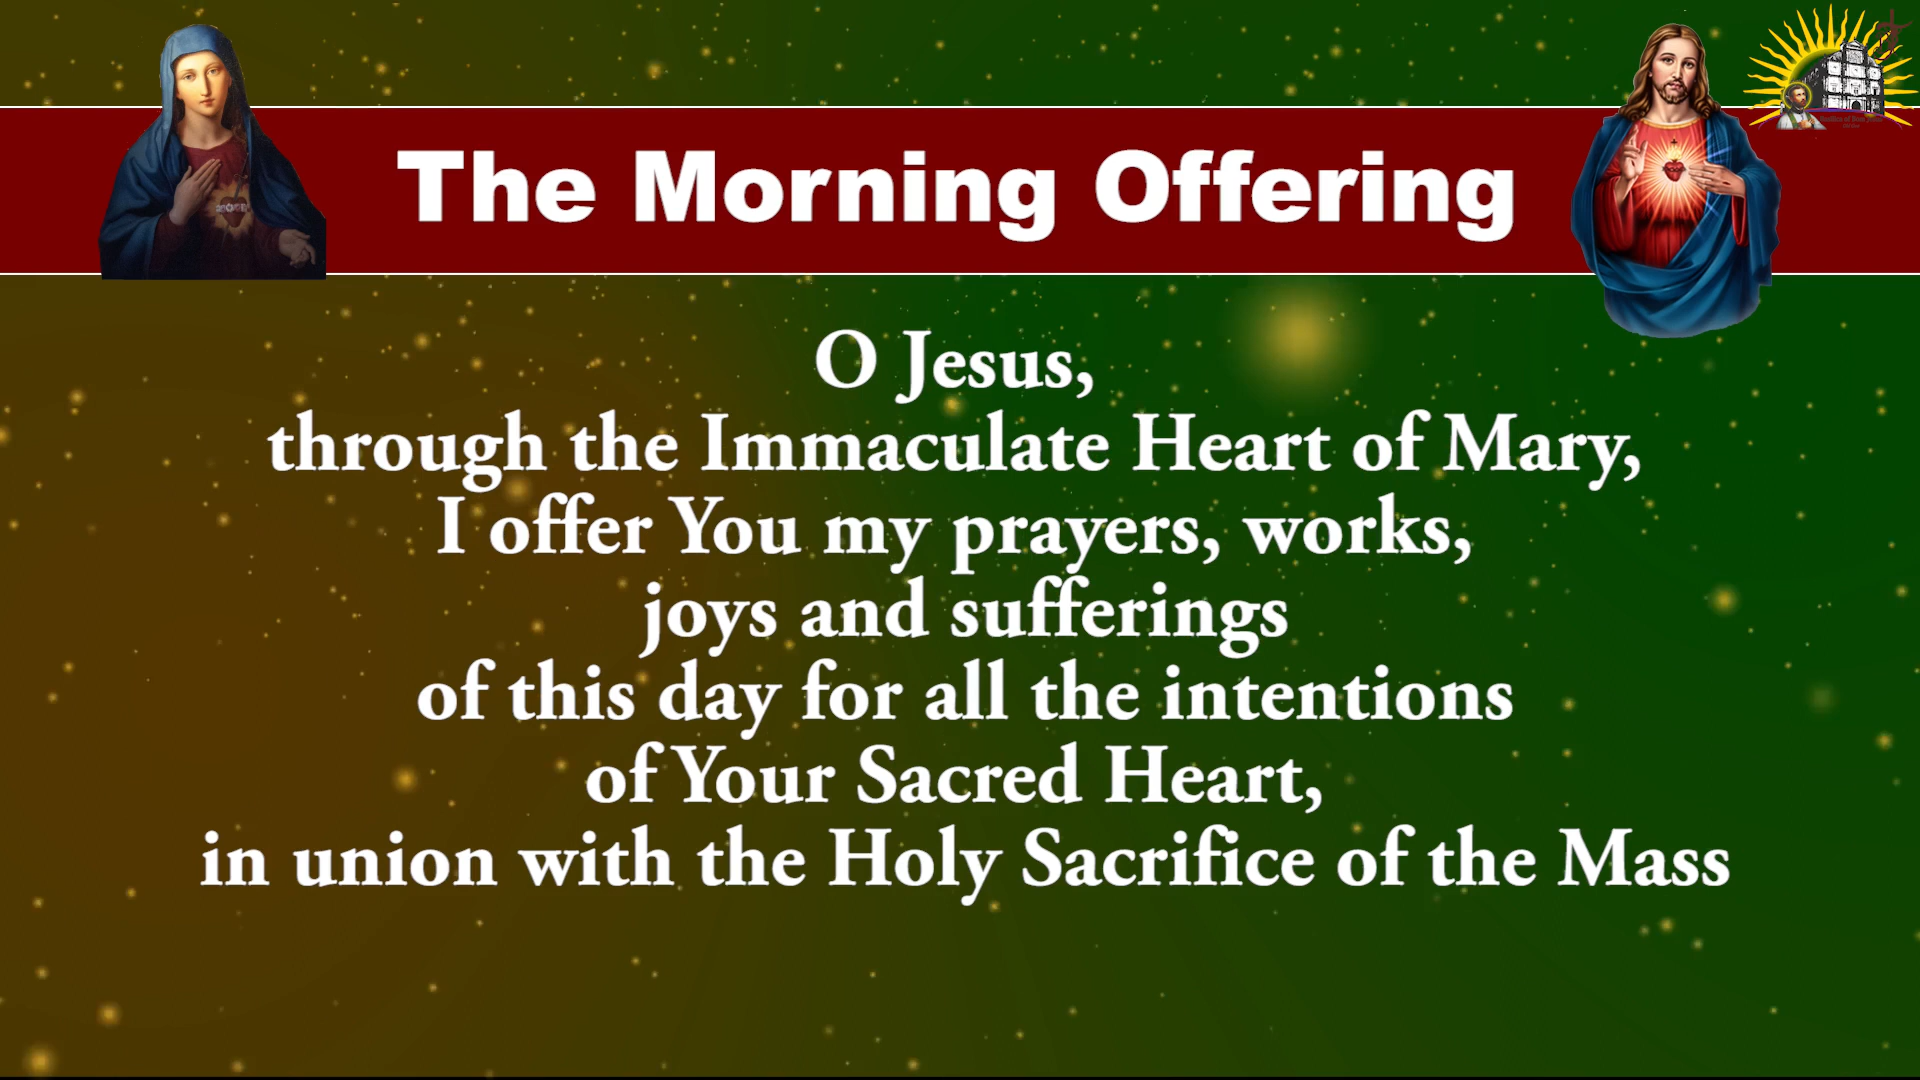 The Morning Offering
O Jesus,
through the Immaculate Heart of Mary,
I offer You my prayers, works,
joys and sufferings
of this day for all the intentions
of Your Sacred Heart,
in union with the Holy Sacrifice of the Mass